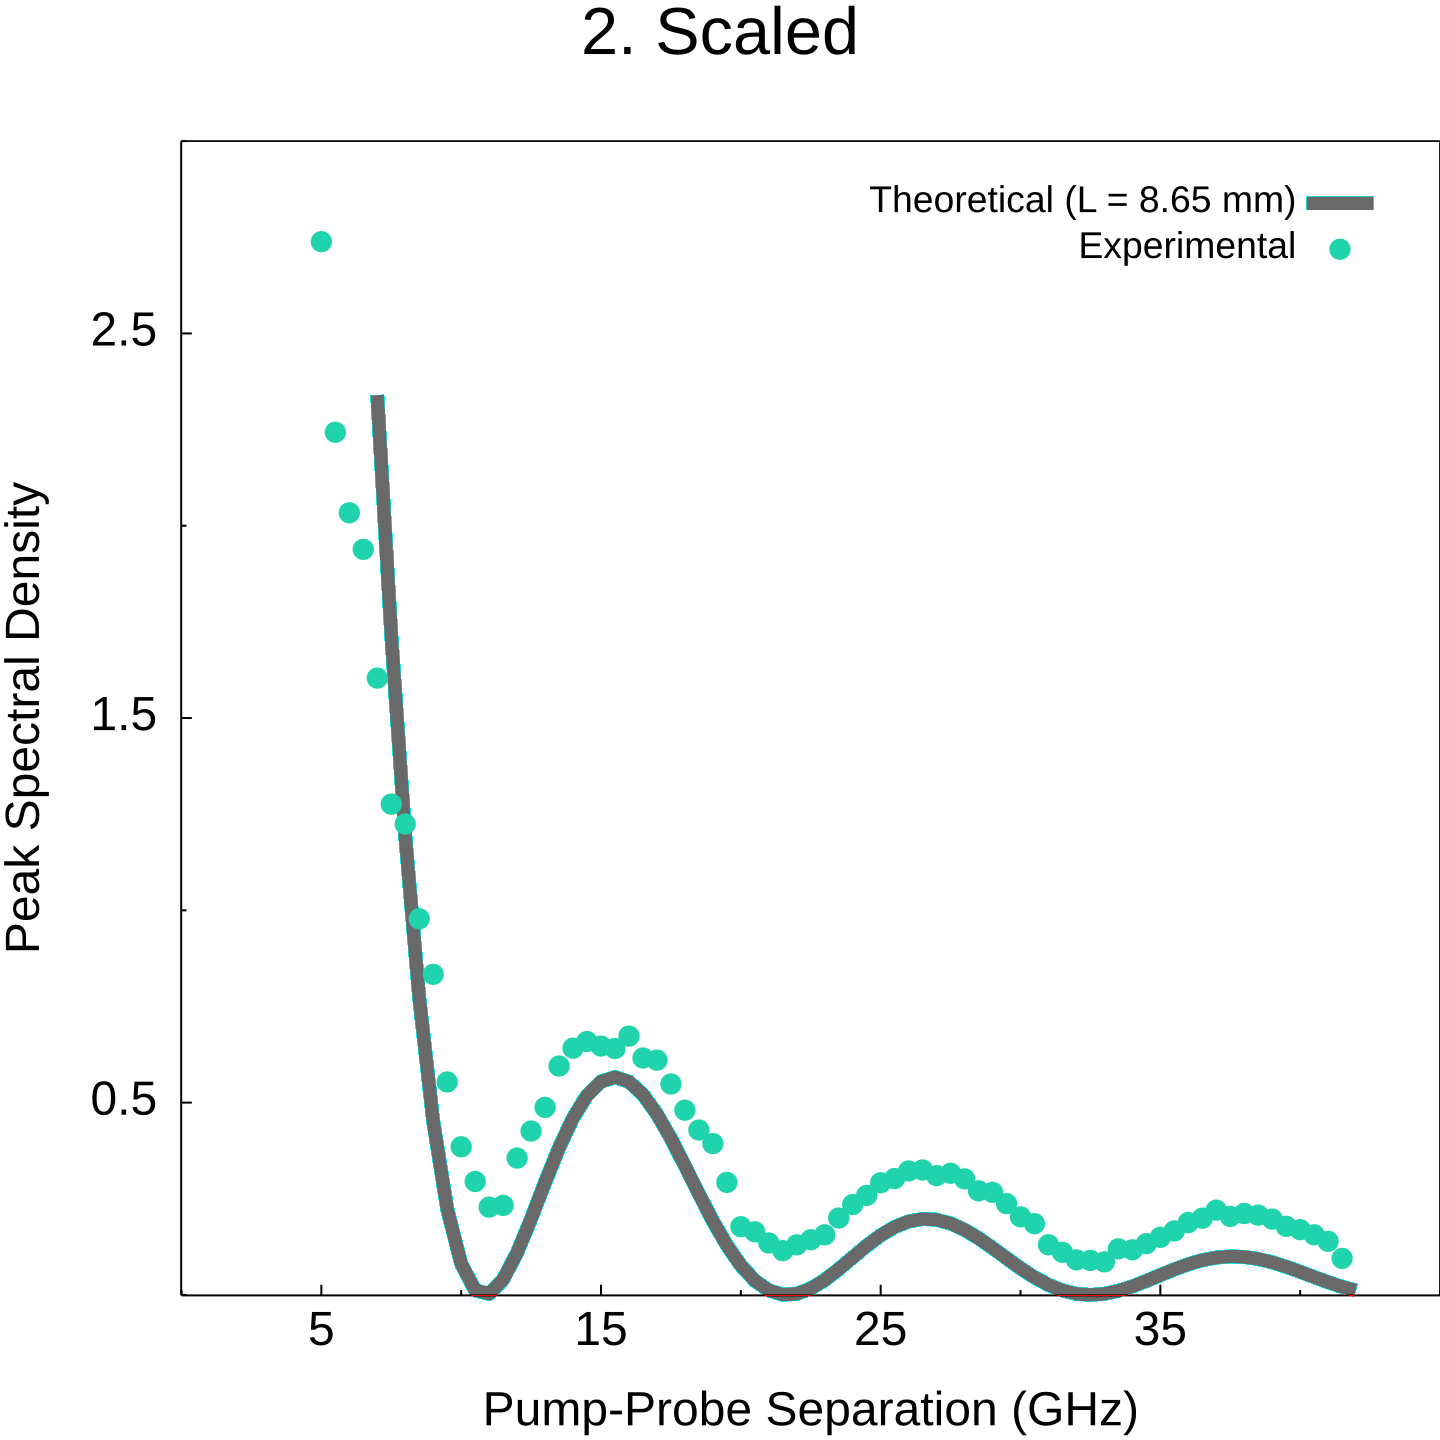 2. Scaled
Theoretical (L = 8.65 mm)
Experimental
2.5
1.5
0.5
Peak Spectral Density
5 15 25 35
Pump-Probe Separation (GHz)